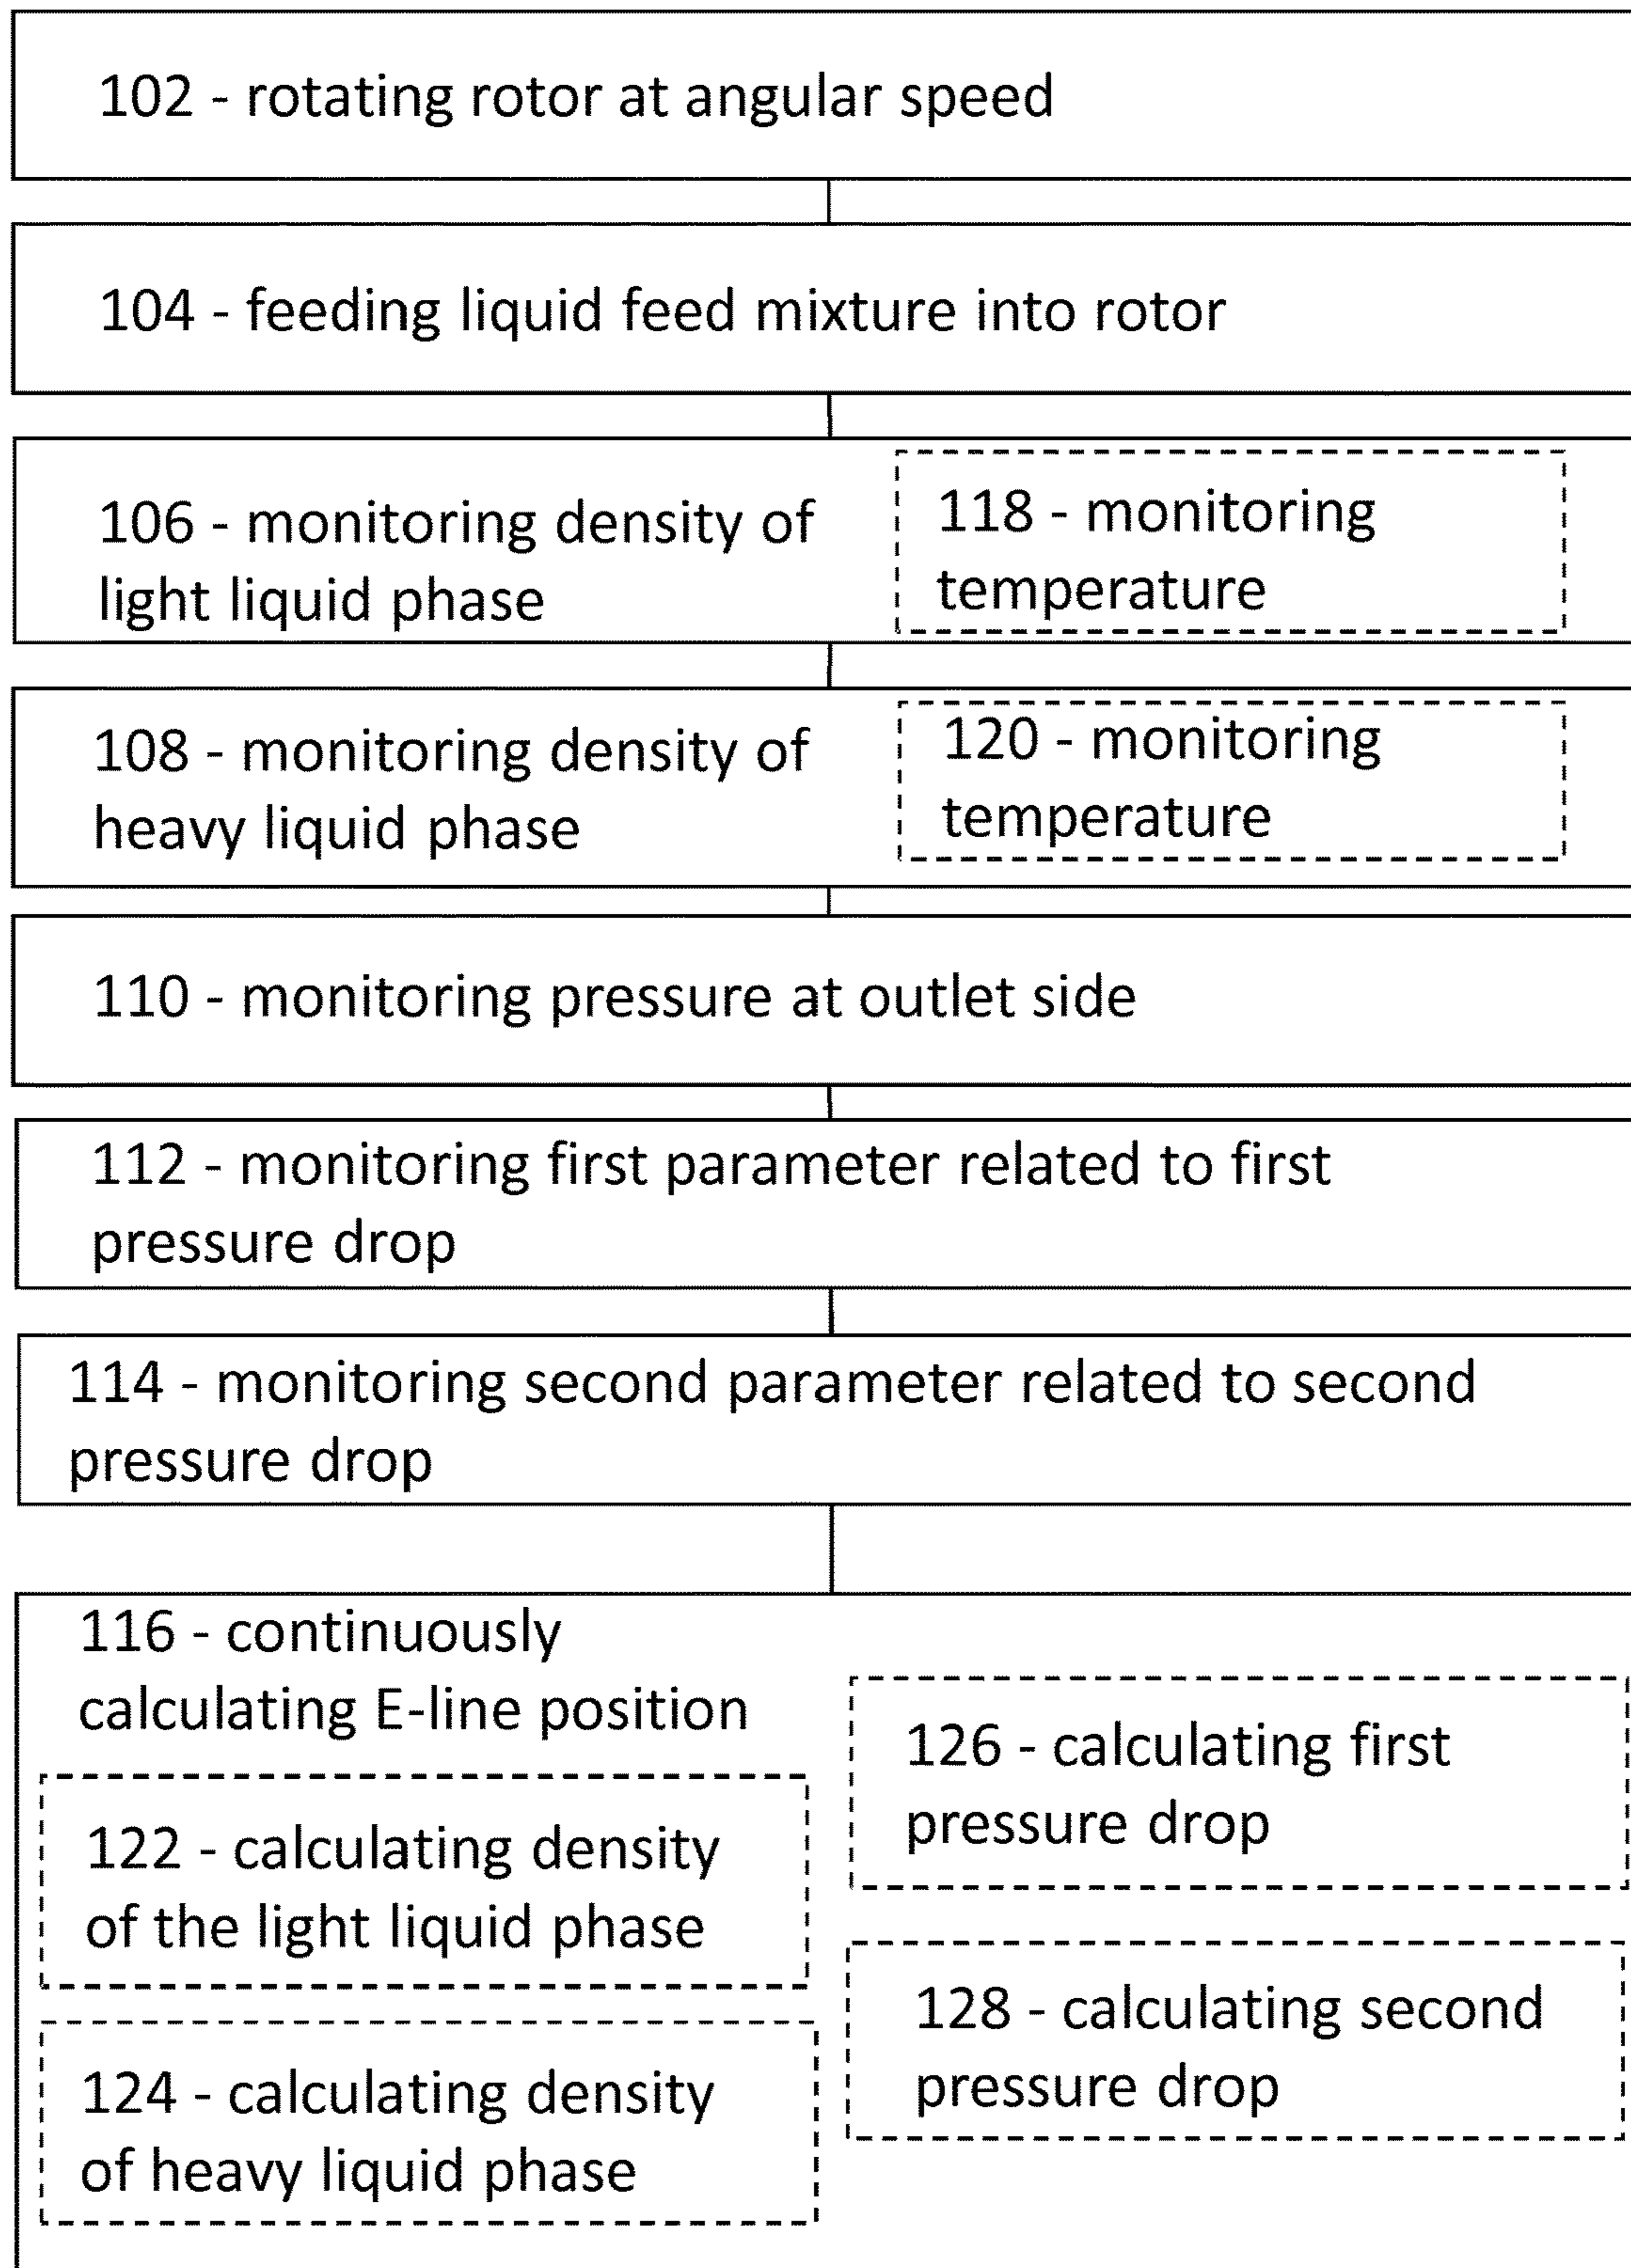 102 - rotating rotor at angular speed
104 - feeding liquid feed mixture into rotor
106 - monitoring density of
light liquid phase
118 - monitoring
temperature
108 - monitoring density of
heavy liquid phase
120 - monitoring
temperature
110 - monitoring pressure at outlet side
112 - monitoring first parameter related to first
pressure drop
114 - monitoring second parameter related to second
pressure drop
116 - continuously
calculating E-line position
122 - calculating density
of the light liquid phase
124 - calculating density
of heavy liquid phase
126 - calculating first
pressure drop
128 - calculating second
pressure drop